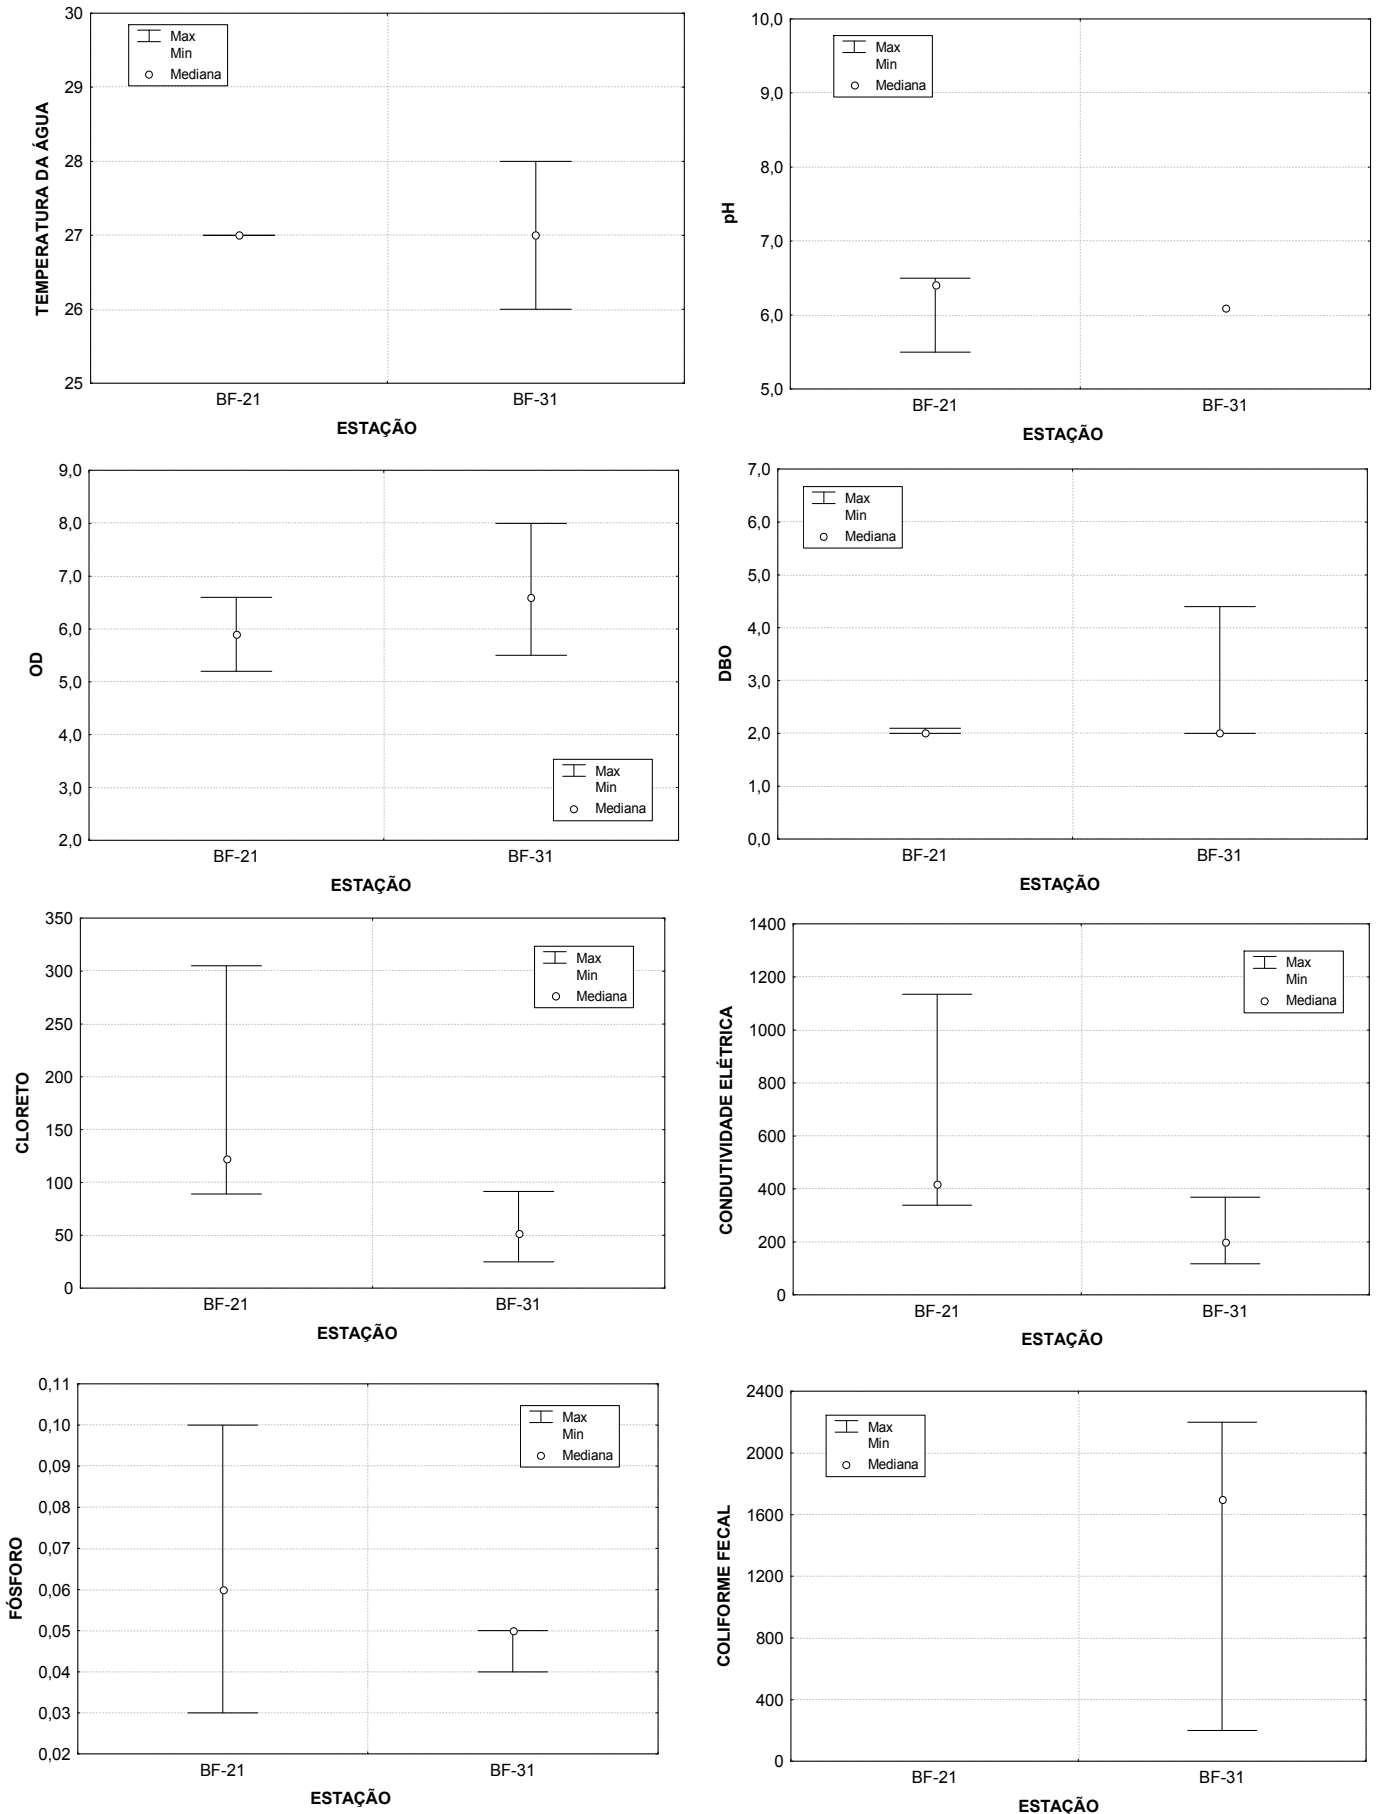 TEMPERATURA DA ÁGUA
30
29
28
27
26
25
Max
Min
Mediana
BF-21
BF-31
ESTAÇÃO
pH
10,0
9,0
8,0
7,0
6,0
5,0
Max
Min
Mediana
BF-21
BF-31
ESTAÇÃO
OD
9,0
8,0
7,0
6,0
5,0
4,0
3,0
2,0
Max
Min
Mediana
BF-21
BF-31
ESTAÇÃO
DBO
7,0
6,0
5,0
4,0
3,0
2,0
1,0
0,0
Max
Min
Mediana
BF-21
BF-31
ESTAÇÃO
CLORETO
350
300
250
200
150
100
50
0
Max
Min
Mediana
BF-21
BF-31
ESTAÇÃO
CONDUTIVIDADE ELÉTRICA
1400
1200
1000
800
600
400
200
0
Max
Min
Mediana
BF-21
BF-31
ESTAÇÃO
FÓSFORO
0,11
0,10
0,09
0,08
0,07
0,06
0,05
0,04
0,03
0,02
Max
Min
Mediana
BF-21
BF-31
ESTAÇÃO
COLIFORME FECAL
2400
2000
1600
1200
800
400
0
Max
Min
Mediana
BF-21
BF-31
ESTAÇÃO